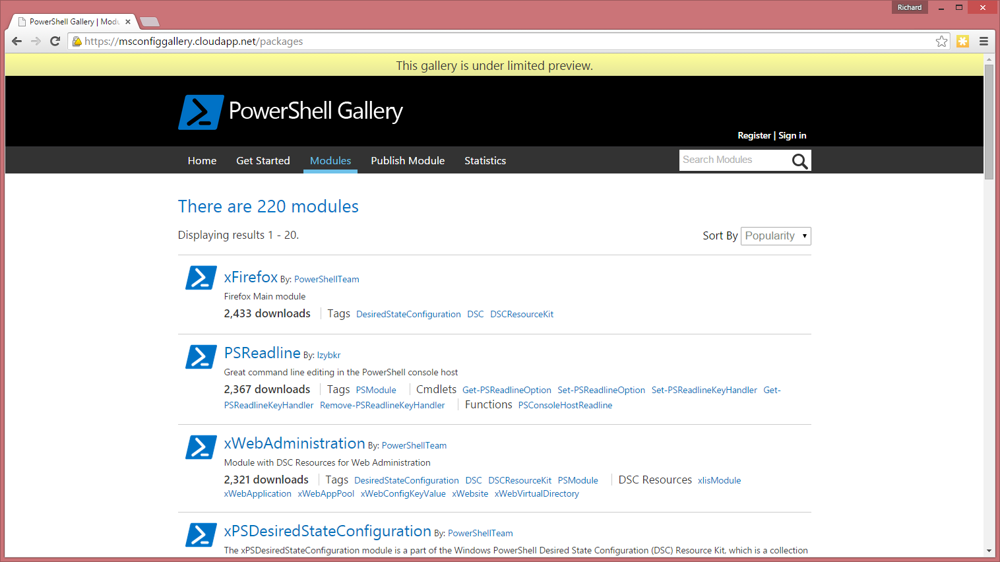 Richard
PowerShell Gallery | Modu
https://msconfiggallery.cloudapp.net/packages
This gallery is under limited preview.
PowerShell Gallery
Register | Sign in
Home Get Started Modules Publish Module Statistics Search Modules
There are 220 modules
Displaying results 1 - 20. Sort By Popularity
xFirefox By: PowerShellTeam
Firefox Main module
2,433 downloads Tags DesiredStateConfiguration DSC DSCResourceKit
PSReadline By: lzybkr
Great command line editing in the PowerShell console host
2,367 downloads Tags PSModule Cmdlets Get-PSReadlineOption Set-PSReadlineOption Set-PSReadlineKeyHandler Get-
PSReadlineKeyHandler Remove-PSReadlineKeyHandler Functions PSConsoleHostReadline
xWebAdministration By: PowerShellTeam
Module with DSC Resources for Web Administration
2,321 downloads Tags DesiredStateConfiguration DSC DSCResourceKit PSModule DSC Resources xIisModule
xWebApplication xWebAppPool xWebConfigKeyValue xWebsite xWebVirtualDirectory
xPSDesiredStateConfiguration By: PowerShellTeam
The xPSDesiredStateConfiguration module is a part of the Windows PowerShell Desired State Configuration (DSC) Resource Kit, which is a collection